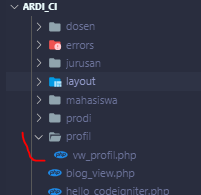 ARDI_CI
dosen
errors
jurusan
layout
mahasiswa
prodi
profil
vw_profil.php
blog_view.php
hello_codeigniter.php